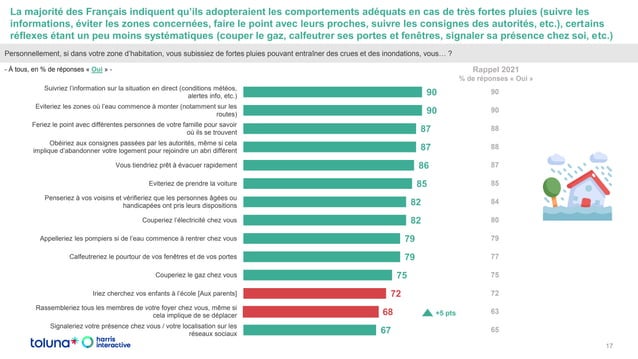 La majorité des Français indiquent qu'ils adopteraient les comportements adéquats en cas de très fortes pluies (suivre les
informations, éviter les zones concernées, faire le point avec leurs proches, suivre les consignes des autorités, etc.), certains
réflexes étant un peu moins systématiques (couper le gaz, calfeutrer ses portes et fenêtres, signaler sa présence chez soi, etc.)
Personnellement, si dans votre zone d'habitation, vous subissiez de fortes pluies pouvant entraîner des crues et des inondations, vous… ?
- À tous, en % de réponses « Oui » -
Rappel 2021
% de réponses « Oui »
Suivriez l'information sur la situation en direct (conditions météos,
alertes info, etc.)
90
90
Eviteriez les zones où l'eau commence à monter (notamment sur les
routes)
90
90
Feriez le point avec différentes personnes de votre famille pour savoir
où ils se trouvent
87
88
Obéiriez aux consignes passées par les autorités, même si cela
implique d'abandonner votre logement pour rejoindre un abri différent
87
88
Vous tiendriez prêt à évacuer rapidement
86
87
Eviteriez de prendre la voiture
85
85
Penseriez à vos voisins et vérifieriez que les personnes âgées ou
handicapées ont pris leurs dispositions
82
84
Couperiez l'électricité chez vous
82
80
Appelleriez les pompiers si de l'eau commence à rentrer chez vous
79
79
Calfeutreriez le pourtour de vos fenêtres et de vos portes
79
77
Couperiez le gaz chez vous
75
75
Iriez cherchez vos enfants à l'école [Aux parents]
72
72
Rassembleriez tous les membres de votre foyer chez vous, même si
cela implique de se déplacer
68
+5 pts
63
Signaleriez votre présence chez vous / votre localisation sur les
réseaux sociaux
67
65
toluna
harris
interactive
17